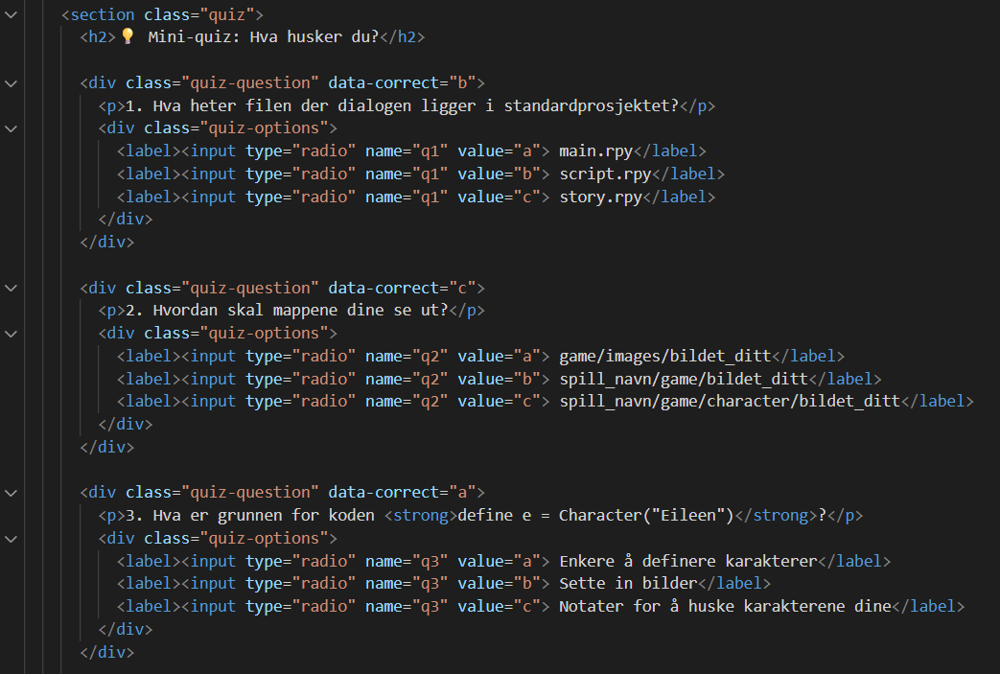 <section class="quiz">
<h2>💡 Mini-quiz: Hva husker du?</h2>
<div class="quiz-question" data-correct="b">
<p>1. Hva heter filen der dialogen ligger i standardprosjektet?</p>
<div class="quiz-options">
<label><input type="radio" name="q1" value="a"> main.rpy</label>
<label><input type="radio" name="q1" value="b"> script.rpy</label>
<label><input type="radio" name="q1" value="c"> story.rpy</label>
</div>
</div>
<div class="quiz-question" data-correct="c">
<p>2. Hvordan skal mappene dine se ut?</p>
<div class="quiz-options">
<label><input type="radio" name="q2" value="a"> game/images/bildet_ditt</label>
<label><input type="radio" name="q2" value="b"> spill_navn/game/bildet_ditt</label>
<label><input type="radio" name="q2" value="c"> spill_navn/game/character/bildet_ditt</label>
</div>
</div>
<div class="quiz-question" data-correct="a">
<p>3. Hva er grunnen for koden <strong>define e = Character("Eileen")</strong>?</p>
<div class="quiz-options">
<label><input type="radio" name="q3" value="a"> Enkere å definere karakterer</label>
<label><input type="radio" name="q3" value="b"> Sette in bilder</label>
<label><input type="radio" name="q3" value="c"> Notater for å huske karakterene dine</label>
</div>
</div>